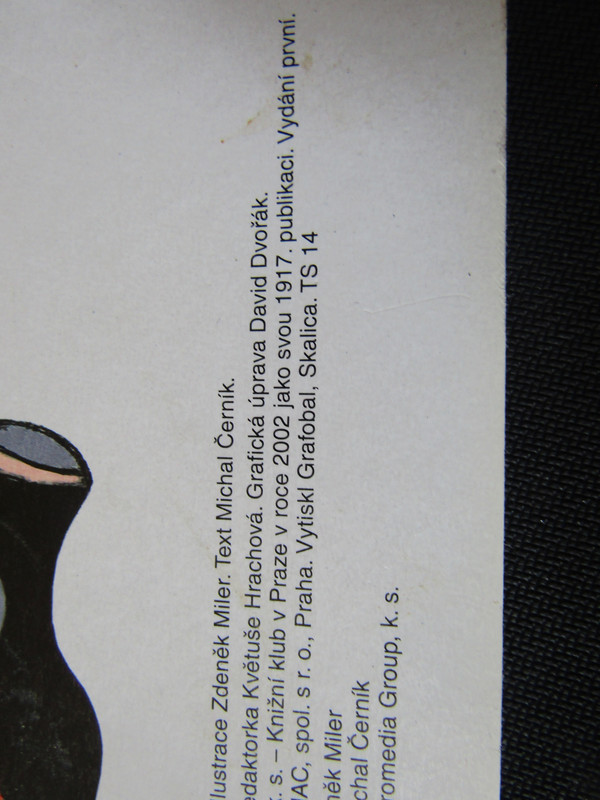 lustrace Zdeněk Miler. Text Michal Černík.
edaktorka Květuše Hrachová. Grafická úprava David Dvořák.
k. s. – Knižní klub v Praze v roce 2002 jako svou 1917. publikaci. Vydání první.
AC, spol. s r. o., Praha. Vytiskl Grafobal, Skalica. TS 14
něk Miler
chal Černík
romedia Group, k. s.